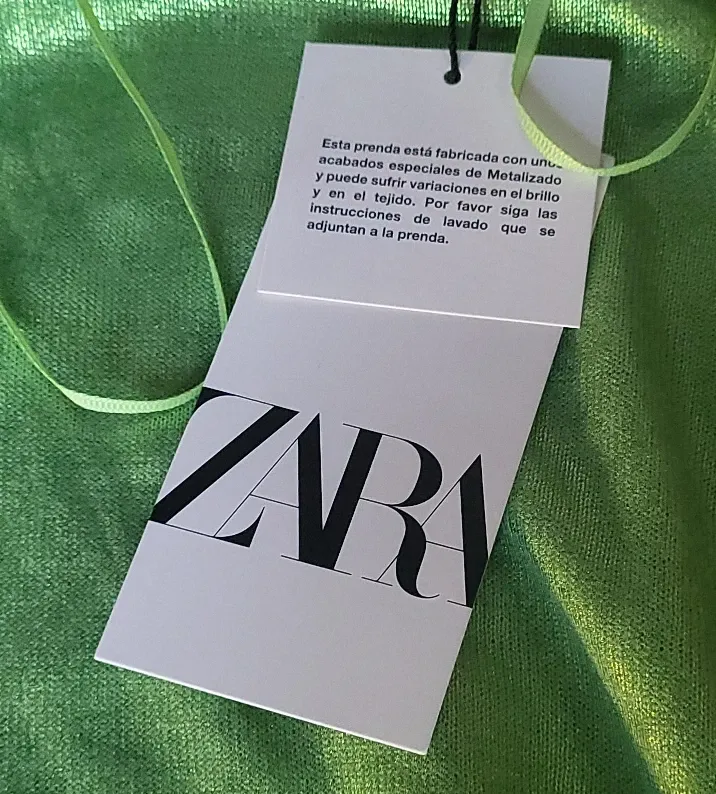 Esta prenda está fabricada con unos
acabados especiales de Metalizado
y puede sufrir variaciones en el brillo
y en el tejido. Por favor siga las
instrucciones de lavado que se
adjuntan a la prenda.
ZARA